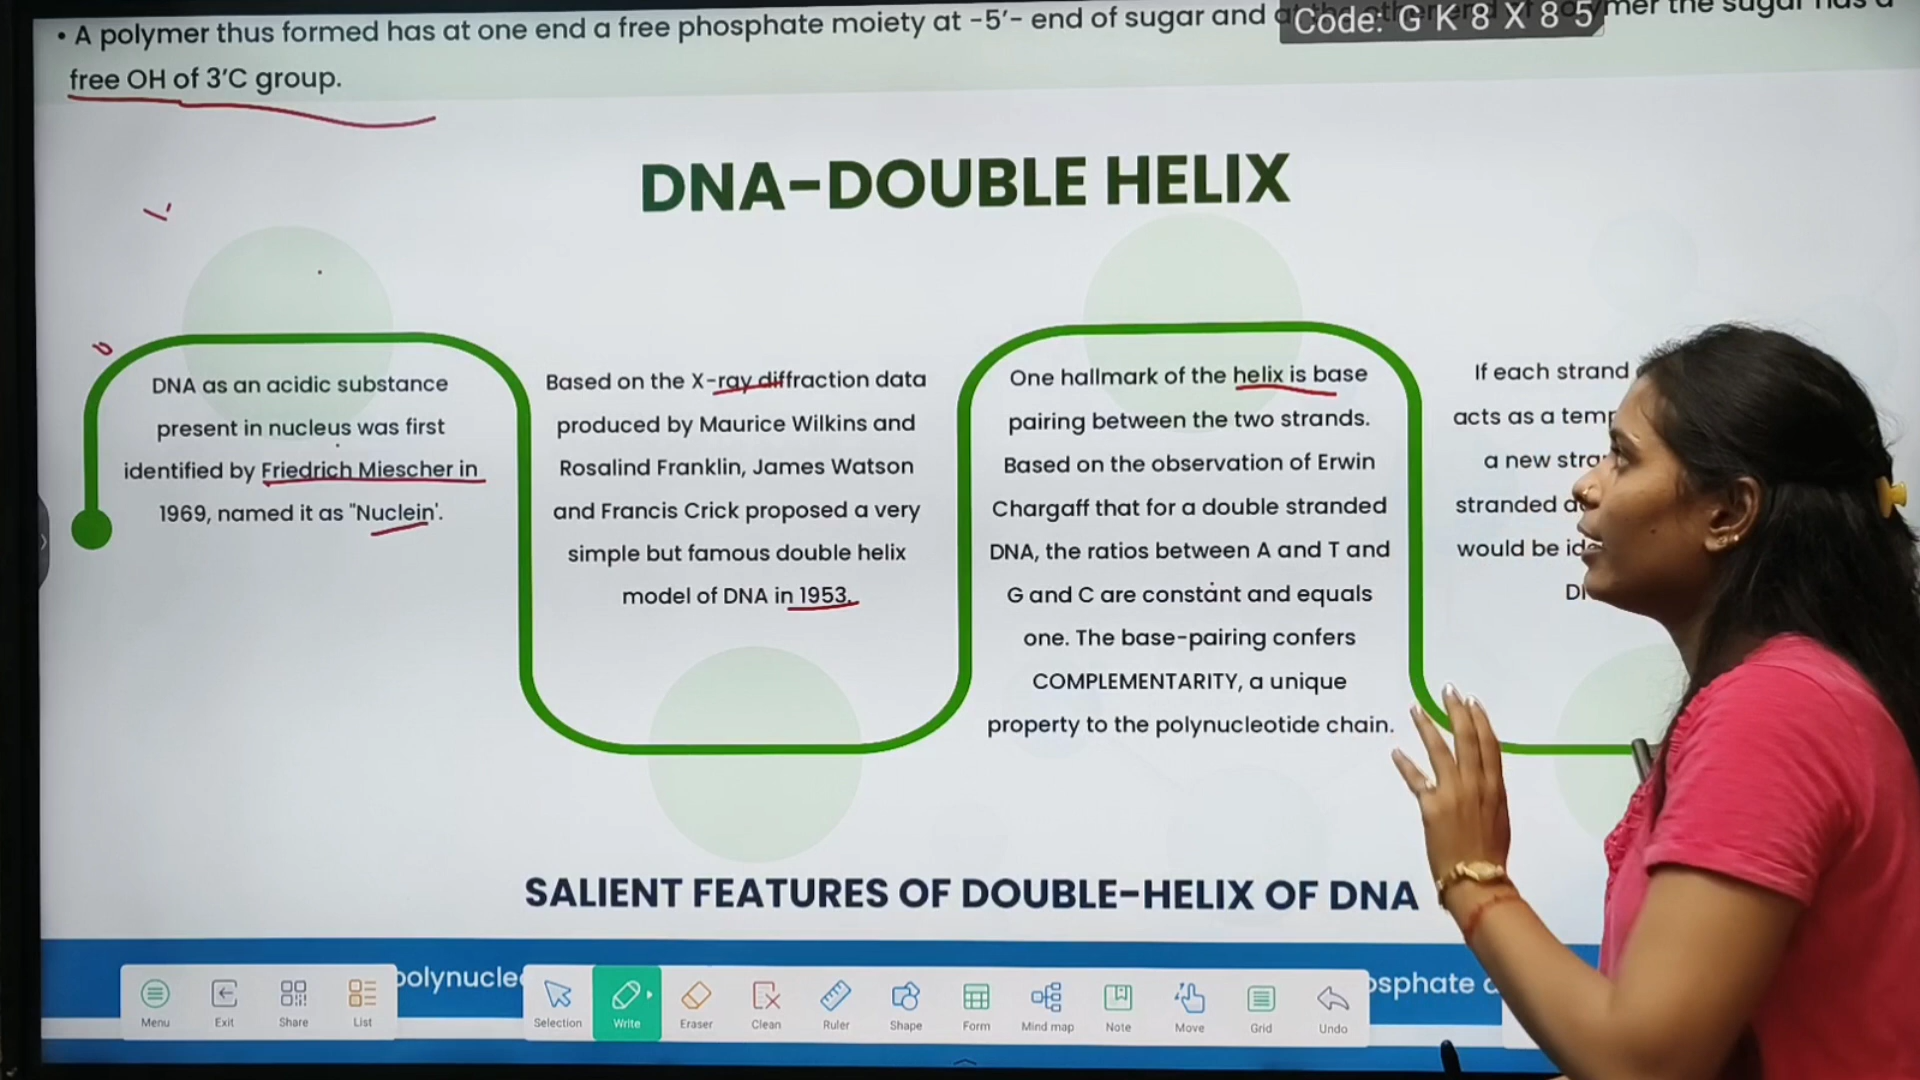 • A polymer thus formed has at one end a free phosphate moiety at -5′- end of sugar and
Code: G K 8 X 8 5
free OH of 3′C group.
DNA-DOUBLE HELIX
DNA as an acidic substance
present in nucleus was first
identified by Friedrich Miescher in
1969, named it as "Nuclein'.
Based on the X-ray diffraction data
produced by Maurice Wilkins and
Rosalind Franklin, James Watson
and Francis Crick proposed a very
simple but famous double helix
model of DNA in 1953.
One hallmark of the helix is base
pairing between the two strands.
Based on the observation of Erwin
Chargaff that for a double stranded
DNA, the ratios between A and T and
G and C are constant and equals
one. The base-pairing confers
COMPLEMENTARITY, a unique
property to the polynucleotide chain.
If each strand
acts as a
a new
stranded
would be
SALIENT FEATURES OF DOUBLE-HELIX OF DNA
Menu Exit Share List Selection Write Eraser Clean Ruler Shape Form Mind map Note Move Grid Undo